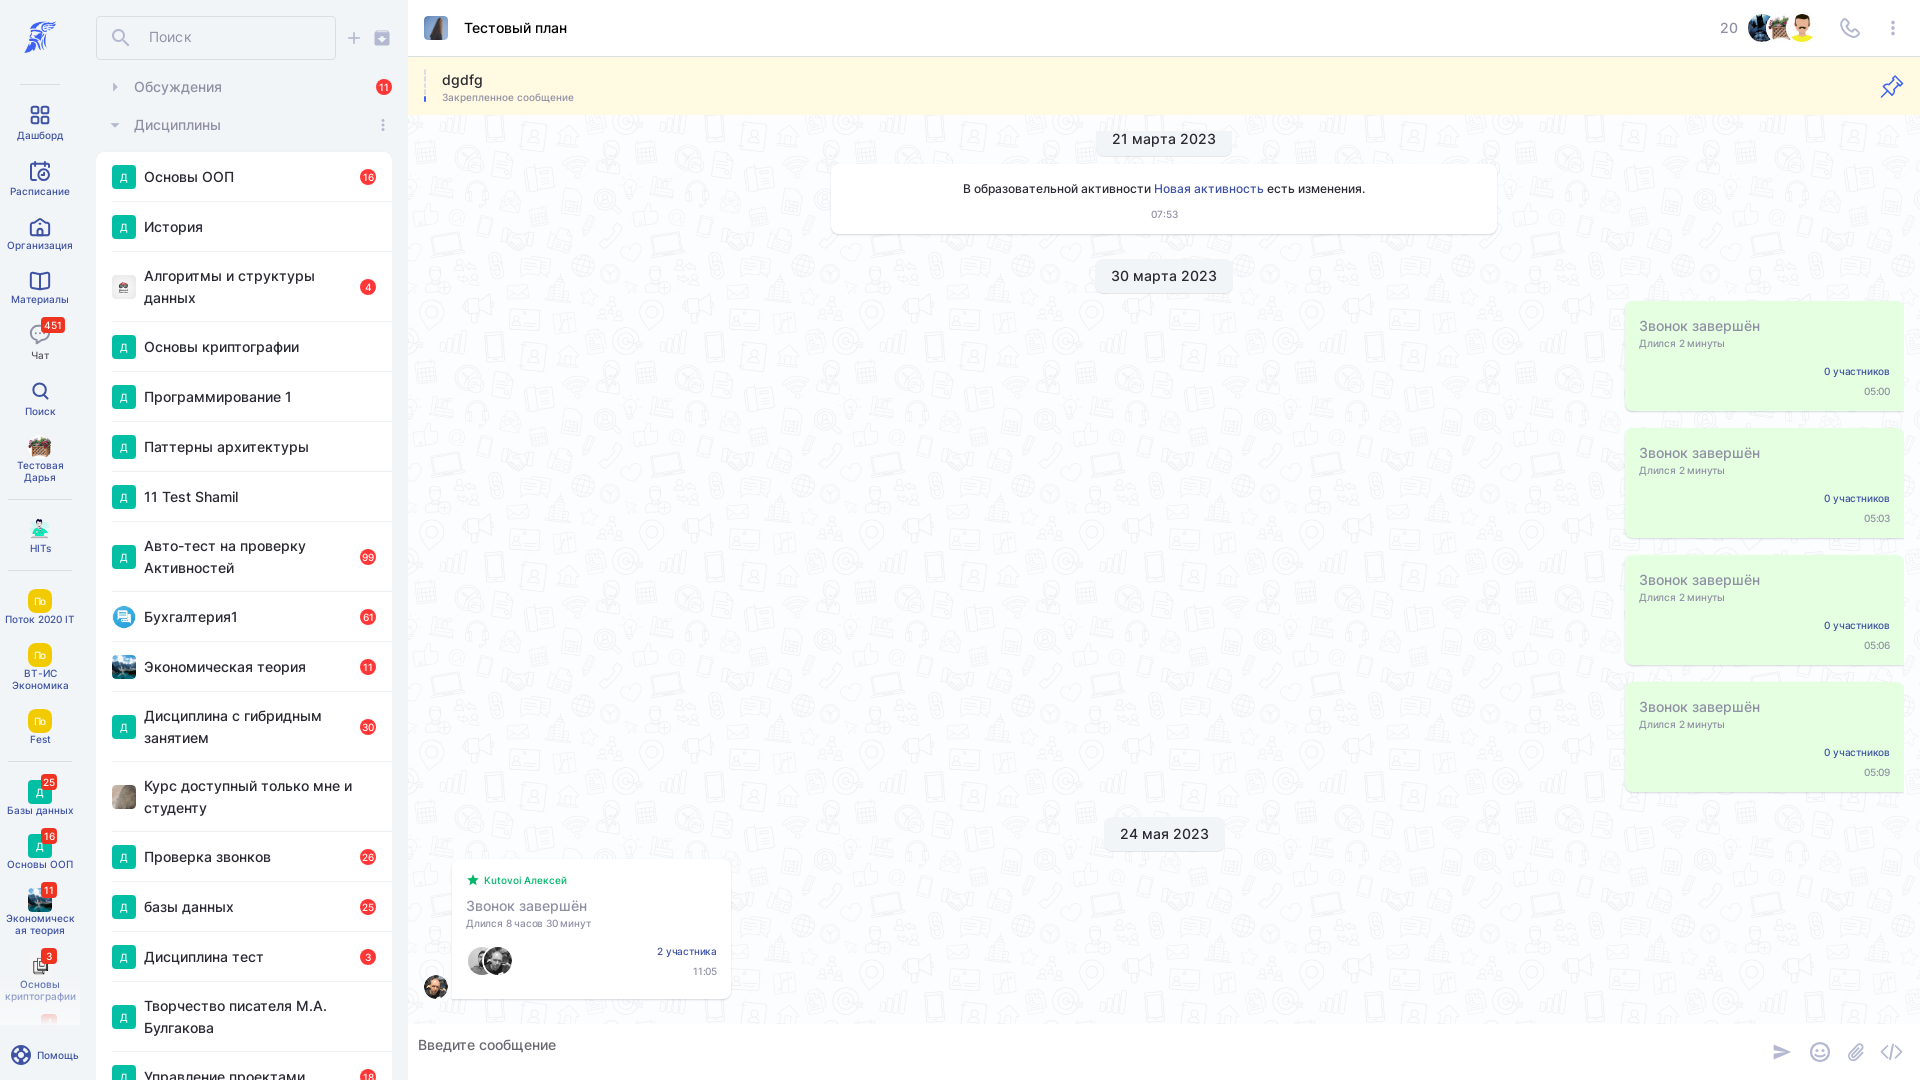 Дашборд
Расписание
Организация
Материалы
451
Чат
Поиск
Тестовая
Дарья
HITs
По
Поток 2020 IT
По
ВТ-ИС
Экономика
По
Fest
25
Д
Базы данных
16
Д
Основы ООП
11
Экономическ
ая теория
3
Основы
криптографии
Помощь
Поиск
Обсуждения
11
Дисциплины
Д
Основы ООП
16
Д
История
Алгоритмы и структуры
данных
4
Д
Основы криптографии
Д
Программирование 1
Д
Паттерны архитектуры
Д
11 Test Shamil
Д
Авто-тест на проверку
Активностей
99
Бухгалтерия1
61
Экономическая теория
11
Д
Дисциплина с гибридным
занятием
30
Курс доступный только мне и
студенту
Д
Проверка звонков
26
Д
базы данных
25
Д
Дисциплина тест
3
Д
Творчество писателя М.А.
Булгакова
Д
Управление проектами
18
Тестовый план
20
dgdfg
Закрепленное сообщение
21 марта 2023
В образовательной активности Новая активность есть изменения.
07:53
30 марта 2023
Звонок завершён
Длился 2 минуты
0 участников
05:00
Звонок завершён
Длился 2 минуты
0 участников
05:03
Звонок завершён
Длился 2 минуты
0 участников
05:06
Звонок завершён
Длился 2 минуты
0 участников
05:09
24 мая 2023
Kutovoi Алексей
Звонок завершён
Длился 8 часов 30 минут
2 участника
11:05
Введите сообщение